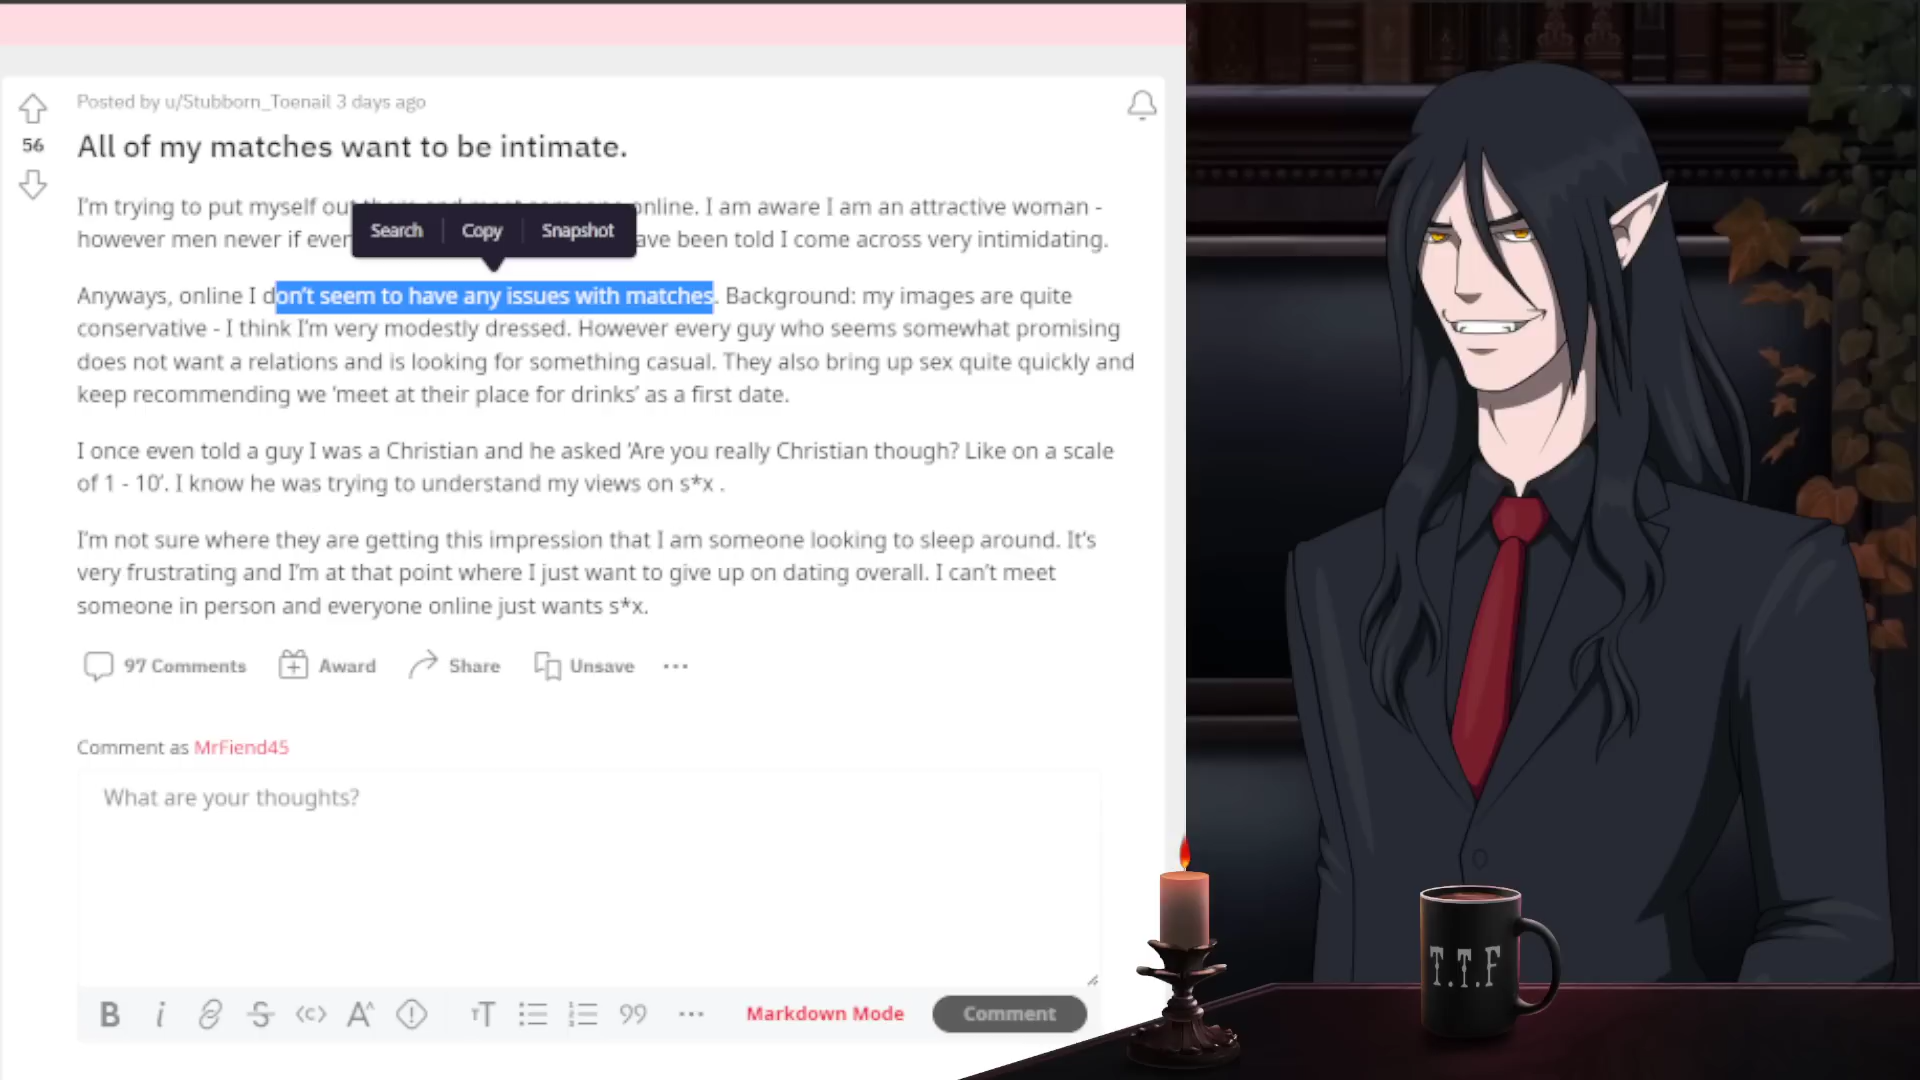 Posted by u/Stubborn_Toenail 3 days ago
56
All of my matches want to be intimate.
I'm trying to put myself out online. I am aware I am an attractive woman -
however men never if ever ave been told I come across very intimidating.
Search Copy Snapshot
Anyways, online I don't seem to have any issues with matches. Background: my images are quite
conservative - I think I'm very modestly dressed. However every guy who seems somewhat promising
does not want a relations and is looking for something casual. They also bring up sex quite quickly and
keep recommending we 'meet at their place for drinks' as a first date.
I once even told a guy I was a Christian and he asked 'Are you really Christian though? Like on a scale
of 1 - 10'. I know he was trying to understand my views on s*x .
I'm not sure where they are getting this impression that I am someone looking to sleep around. It's
very frustrating and I'm at that point where I just want to give up on dating overall. I can't meet
someone in person and everyone online just wants s*x.
97 Comments Award Share Unsave ...
Comment as MrFiend45
What are your thoughts?
Markdown Mode Comment
T.T.F